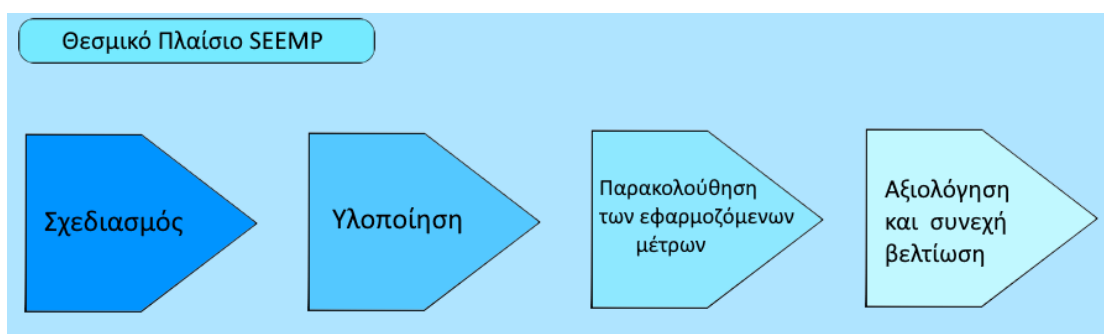 Θεσμικό Πλαίσιο SEEMP
Σχεδιασμός
Υλοποίηση
Παρακολούθηση
των εφαρμοζόμενων
μέτρων
Αξιολόγηση
και συνεχή
βελτίωση